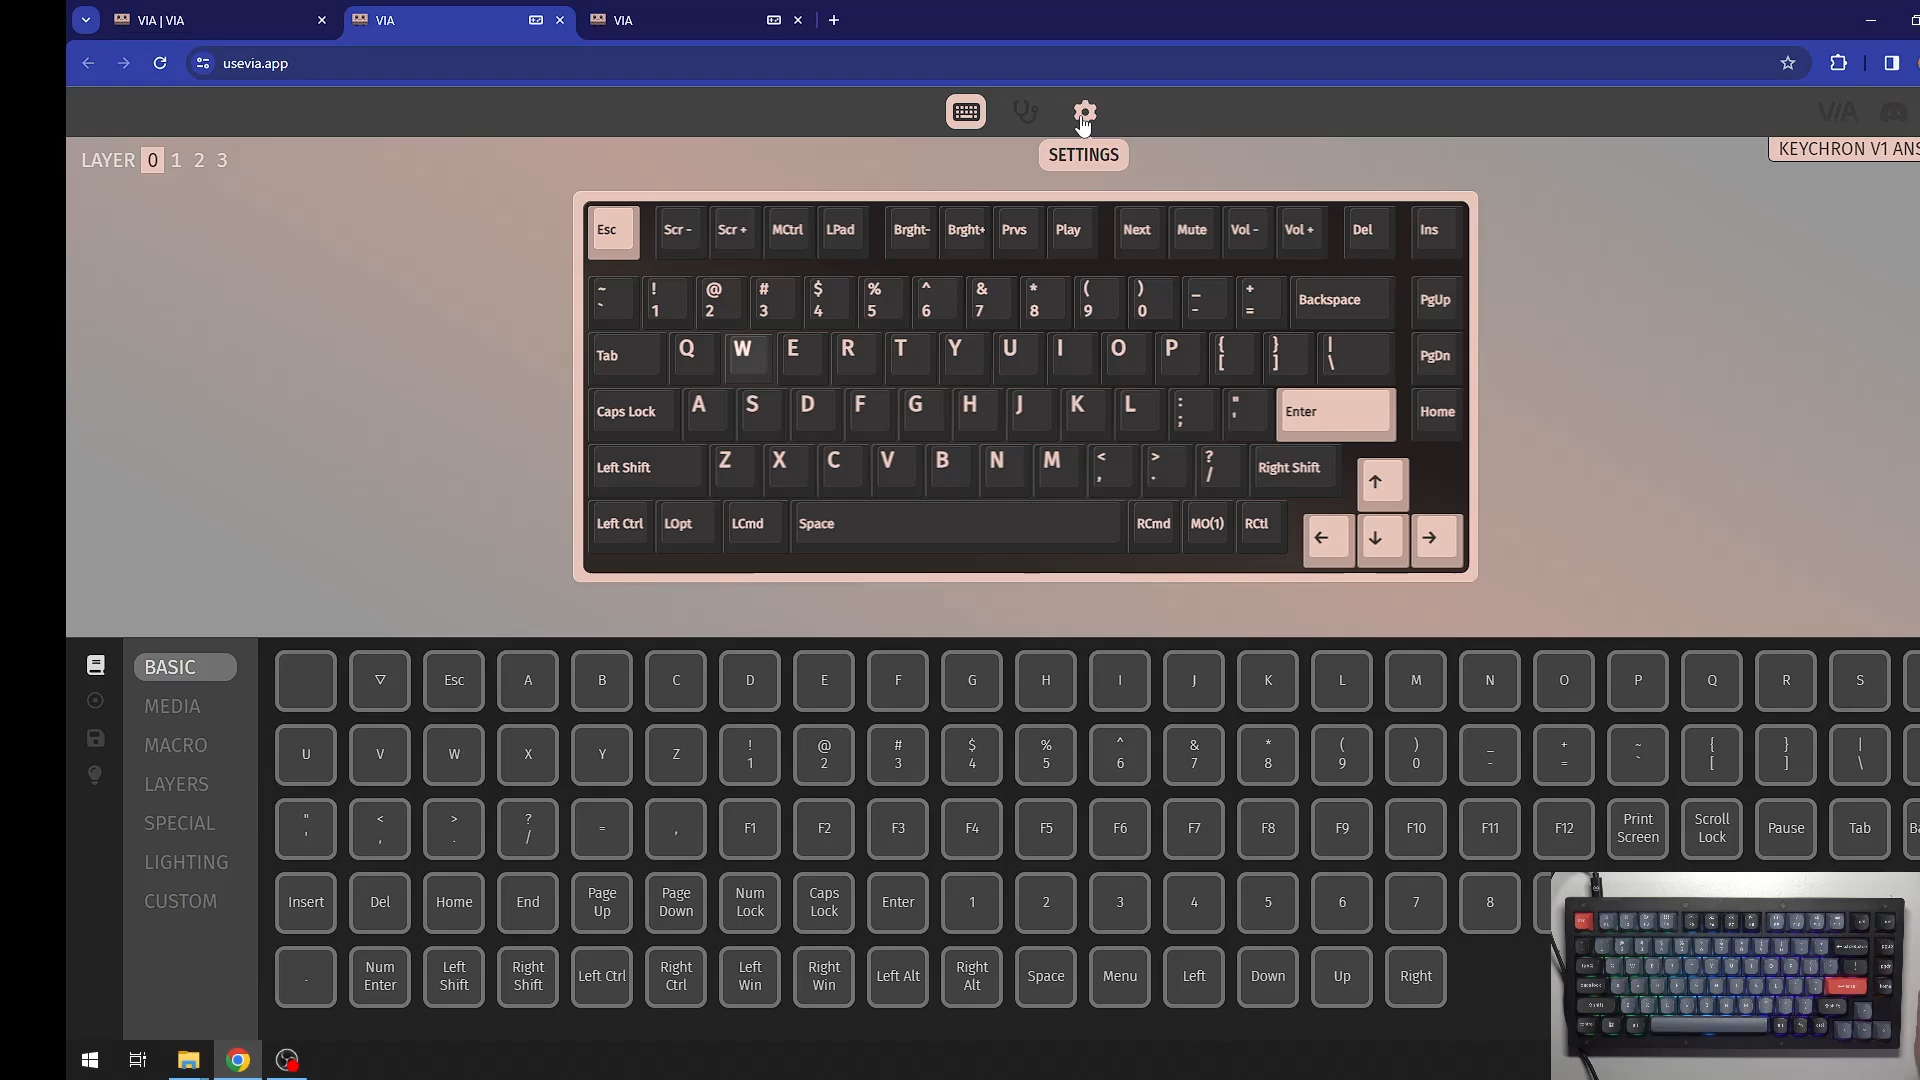 VIA | VIA
VIA
VIA
usevia.app
SETTINGS
VIA
LAYER 0 1 2 3
KEYCHRON V1 ANS
Esc Scr - Scr + MCtrl LPad Brght- Brght+ Prvs Play Next Mute Vol - Vol + Del Ins
~ ! @ # $ % ^ & * ( ) _ +
` 1 2 3 4 5 6 7 8 9 0 - = Backspace PgUp
Tab Q W E R T Y U I O P { [ } ] | \ PgDn
Caps Lock A S D F G H J K L : ; " ' Enter Home
Left Shift Z X C V B N M < , > . ? / Right Shift ↑
Left Ctrl LOpt LCmd Space RCmd MO(1) RCtl ← ↓ →
BASIC
MEDIA
MACRO
LAYERS
SPECIAL
LIGHTING
CUSTOM
▽ Esc A B C D E F G H I J K L M N O P Q R S
U V W X Y Z ! 1 @ 2 # 3 $ 4 % 5 ^ 6 & 7 * 8 ( 9 ) 0 _ - + = ~ ` { [ } ] | \
" ' < , > . ? / = , F1 F2 F3 F4 F5 F6 F7 F8 F9 F10 F11 F12 Print Screen Scroll Lock Pause Tab Ba
Insert Del Home End Page Up Page Down Num Lock Caps Lock Enter 1 2 3 4 5 6 7 8
. Num Enter Left Shift Right Shift Left Ctrl Right Ctrl Left Win Right Win Left Alt Right Alt Space Menu Left Down Up Right